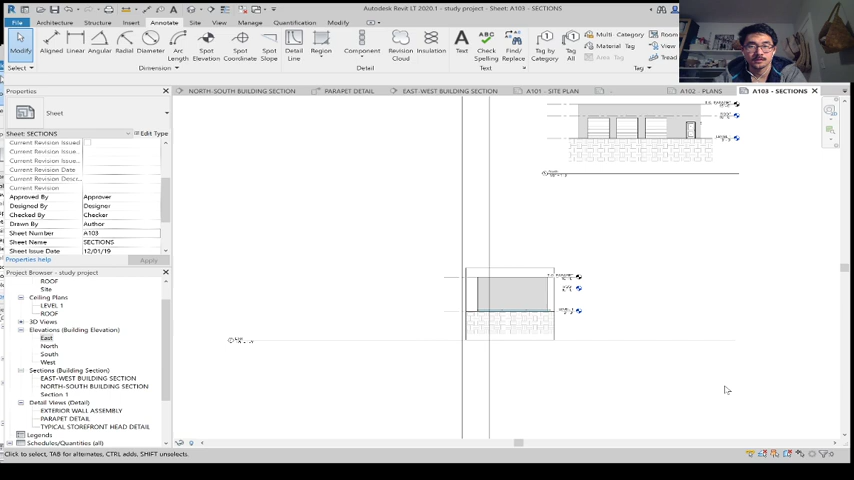 Autodesk Revit LT 2020.1 - study project - Sheet: A103 - SECTIONS
File Architecture Structure Insert Annotate Site View Manage Quantification Modify
Modify Aligned Linear Angular Radial Diameter Arc Length Spot Elevation Spot Coordinate Spot Slope Detail Line Region Component Revision Cloud Insulation Text Check Spelling Find/ Replace Tag by Category Tag All Multi Category Material Tag Area Tag Room View Tread
Select Dimension Detail Text Tag
Properties
NORTH-SOUTH BUILDING SECTION PARAPET DETAIL EAST-WEST BUILDING SECTION A101 - SITE PLAN A102 - PLANS A103 - SECTIONS
Sheet
Sheet: SECTIONS Edit Type
Current Revision Issued
Current Revision Issue...
Current Revision Issue...
Current Revision Date
Current Revision Descr...
Current Revision
Approved By Approver
Designed By Designer
Checked By Checker
Drawn By Author
Sheet Number A103
Sheet Name SECTIONS
Sheet Issue Date 12/01/19
Properties help Apply
Project Browser - study project
ROOF
Site
Ceiling Plans
LEVEL 1
ROOF
3D Views
Elevations (Building Elevation)
East
North
South
West
Sections (Building Section)
EAST-WEST BUILDING SECTION
NORTH-SOUTH BUILDING SECTION
Section 1
Detail Views (Detail)
EXTERIOR WALL ASSEMBLY
PARAPET DETAIL
TYPICAL STOREFRONT HEAD DETAIL
Legends
Schedules/Quantities (all)
Click to select, TAB for alternates, CTRL adds, SHIFT unselects.